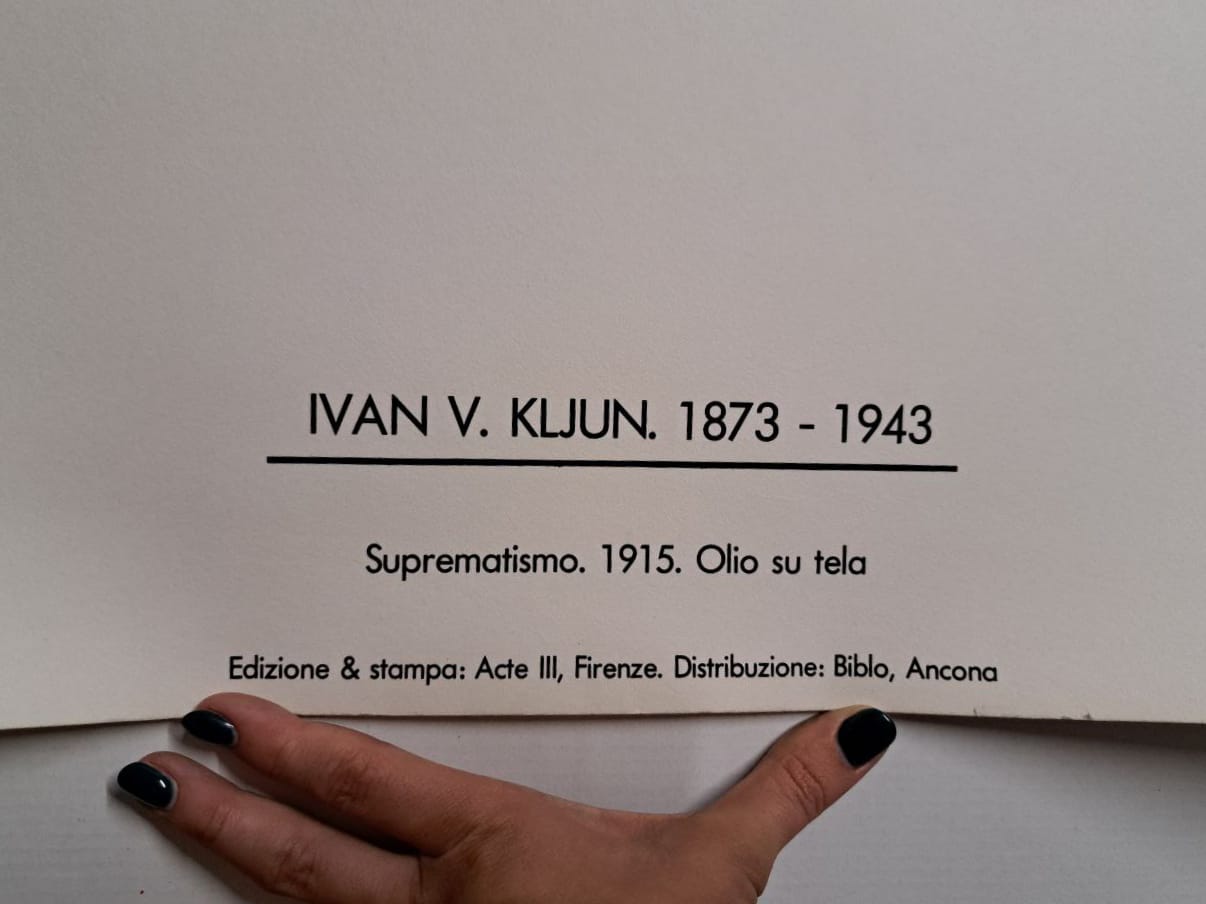 IVAN V. KLJUN. 1873 - 1943
Suprematismo. 1915. Olio su tela
Edizione & stampa: Acte III, Firenze. Distribuzione: Biblo, Ancona